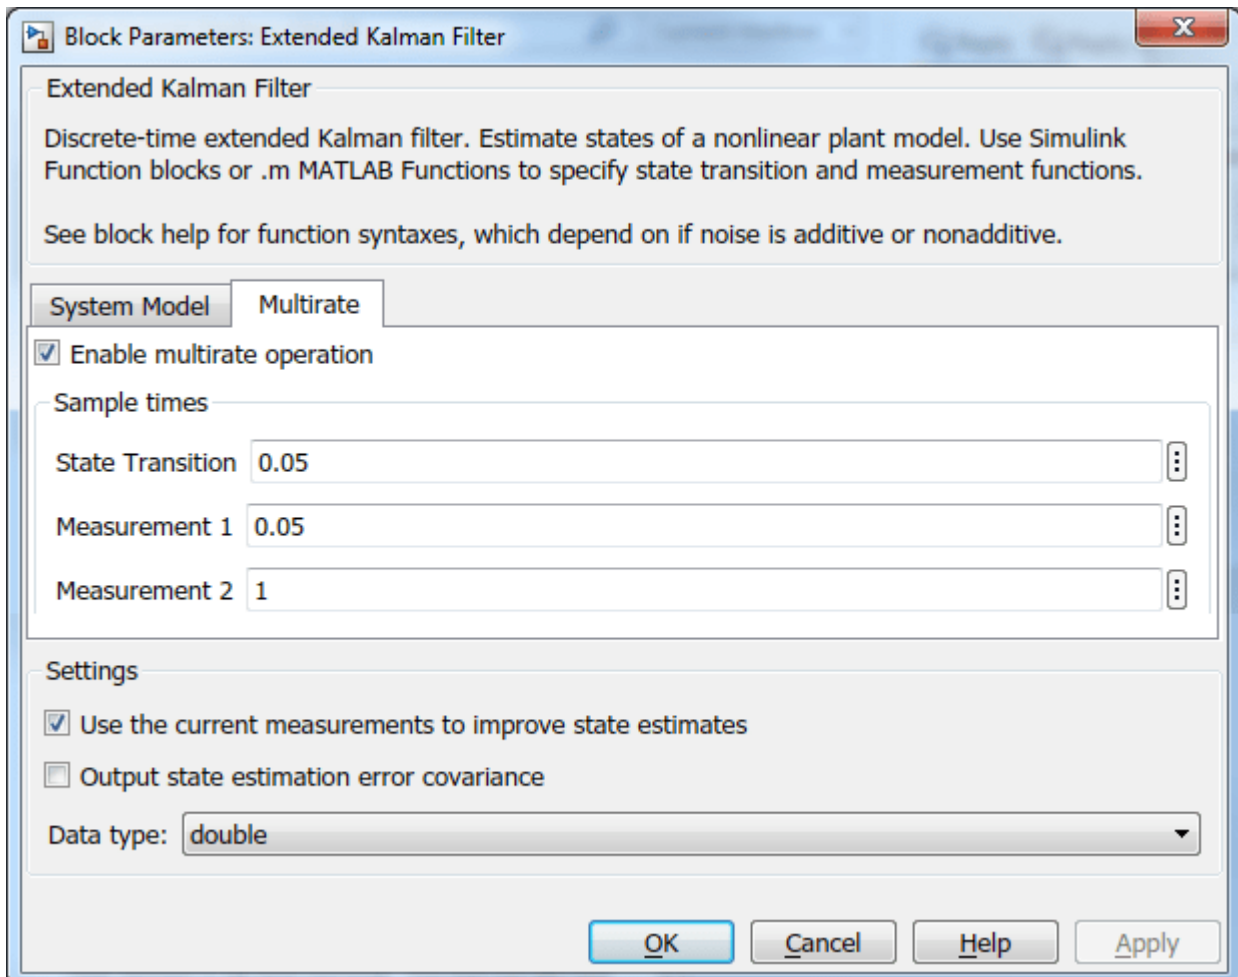 Block Parameters: Extended Kalman Filter
Extended Kalman Filter
Discrete-time extended Kalman filter. Estimate states of a nonlinear plant model. Use Simulink
Function blocks or .m MATLAB Functions to specify state transition and measurement functions.
See block help for function syntaxes, which depend on if noise is additive or nonadditive.
System Model Multirate
Enable multirate operation
Sample times
State Transition 0.05
Measurement 1 0.05
Measurement 2 1
Settings
Use the current measurements to improve state estimates
Output state estimation error covariance
Data type: double
OK Cancel Help Apply